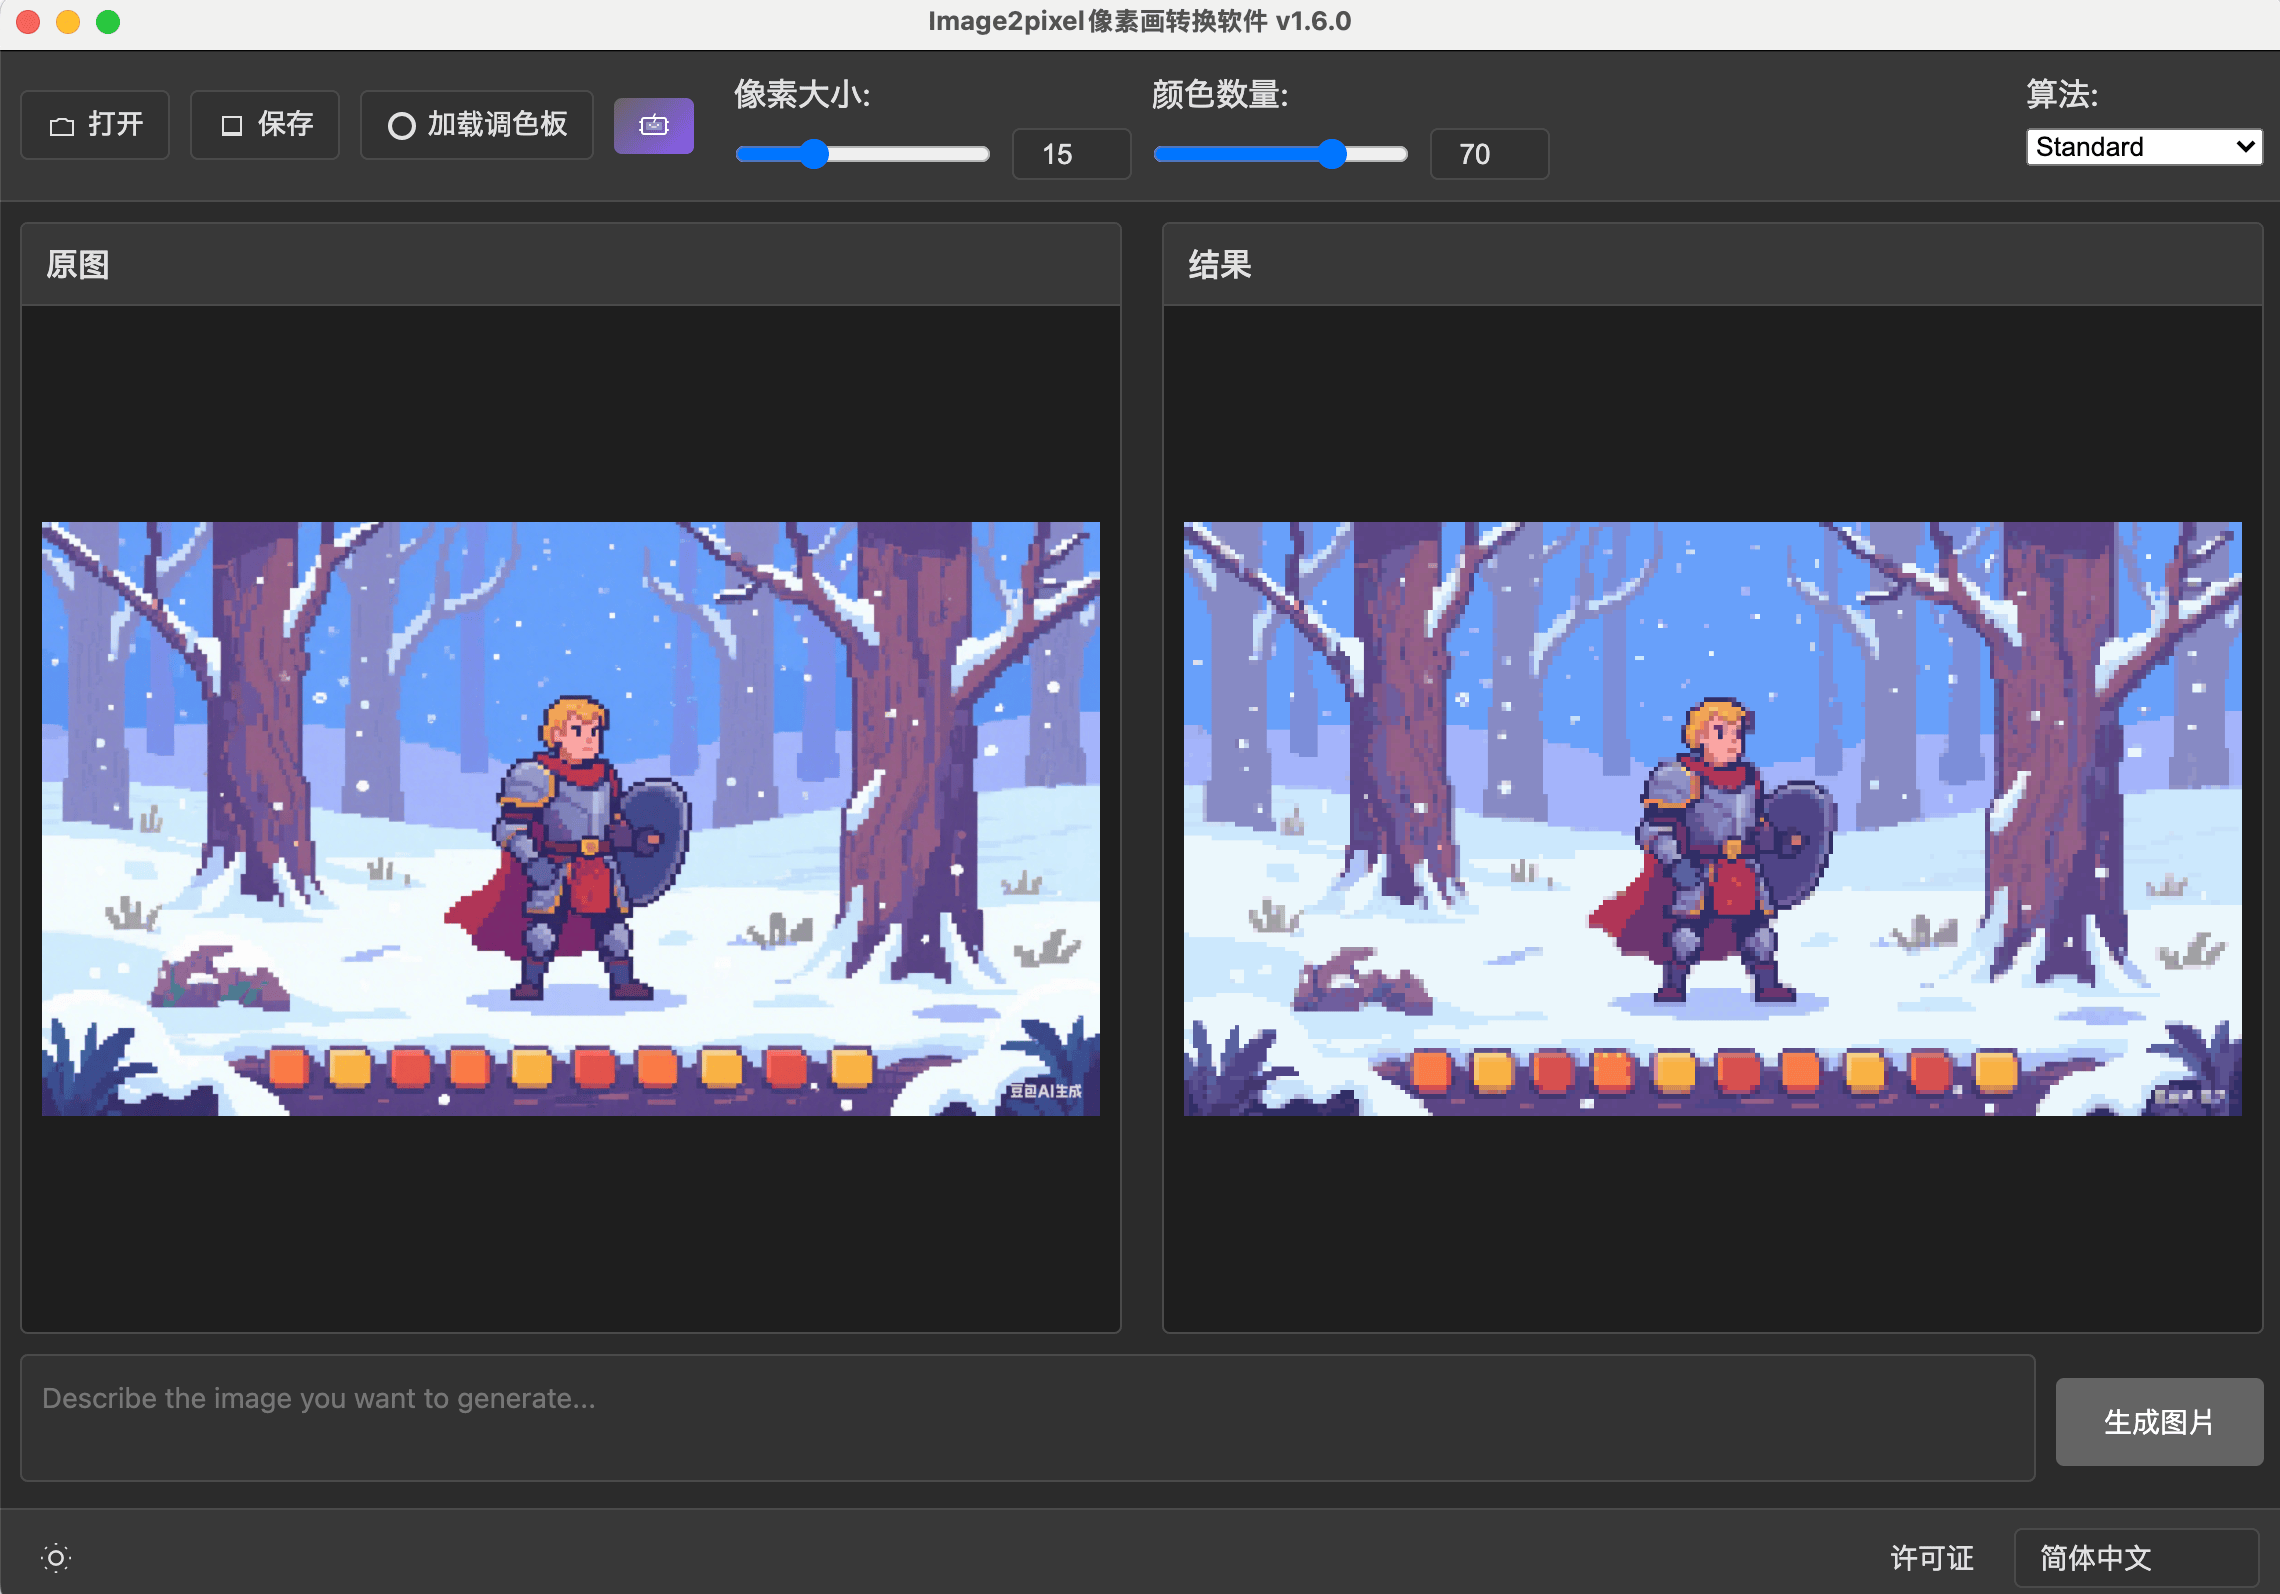 Image2pixel像素画转换软件 v1.6.0
打开
保存
加载调色板
像素大小:
15
颜色数量:
70
算法:
Standard
原图
结果
豆包AI生成
Describe the image you want to generate...
生成图片
许可证
简体中文